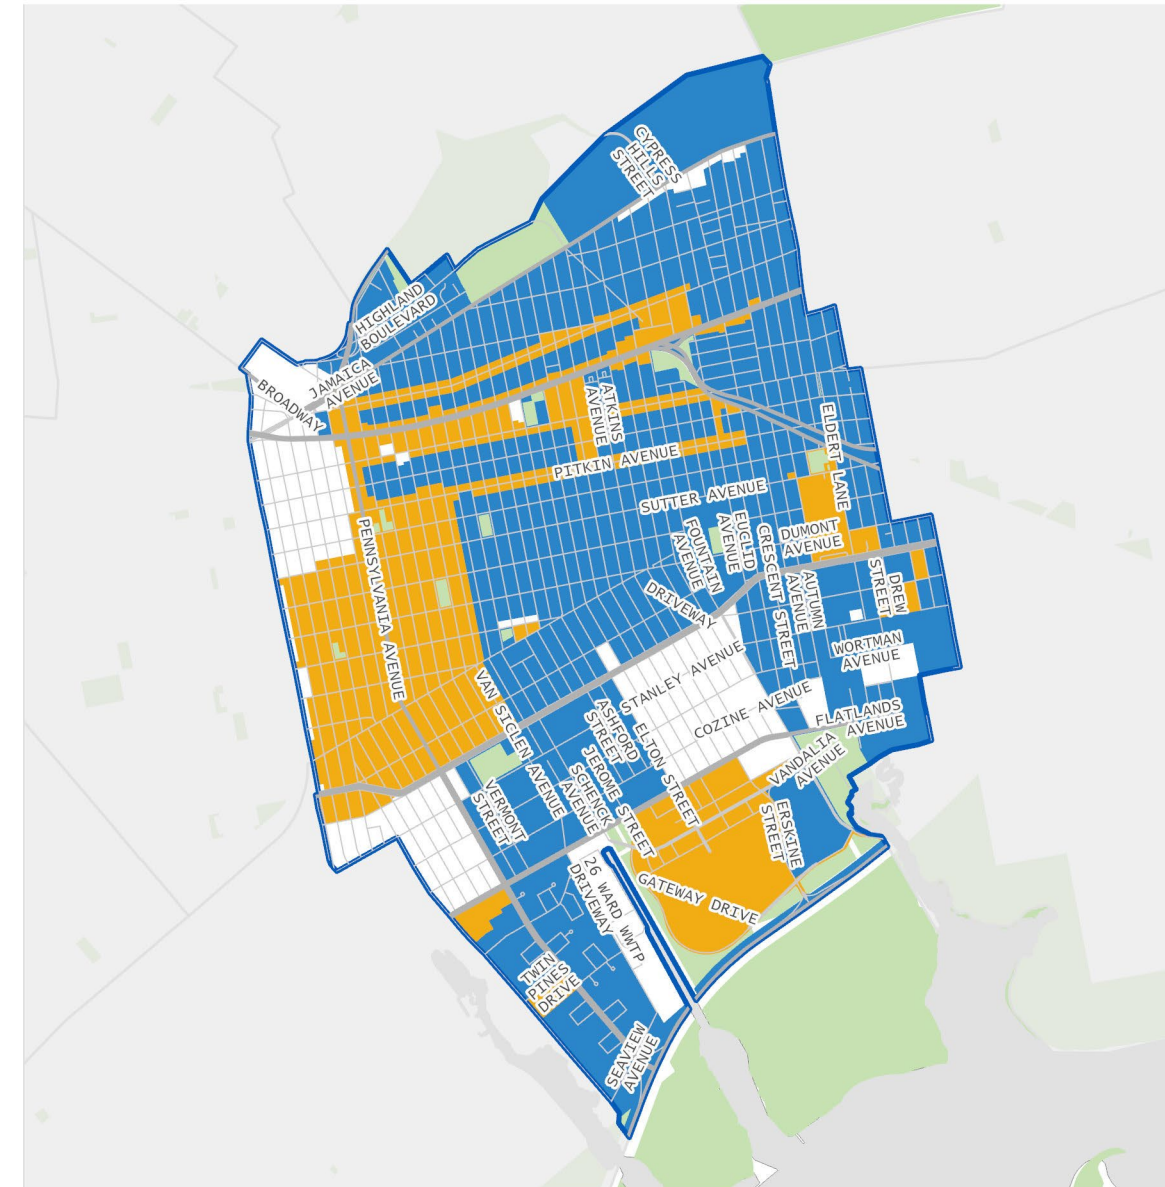 CYPRESS
HILLS
STREET
HIGHLAND
BOULEVARD
JAMAICA
AVENUE
BROADWAY
ATKINS
AVENUE
ELDERT LANE
PITKIN AVENUE
SUTTER AVENUE
PENNSYLVANIA AVENUE
FOUNTAIN
AVENUE
EUCLID
AVENUE
CRESCENT STREET
DUMONT
AVENUE
AUTUMN
AVENUE
DREW
STREET
DRIVEWAY
WORTMAN
AVENUE
STANLEY AVENUE
VAN SICLEN AVENUE
COZINE AVENUE
FLATLANDS
AVENUE
ASHFORD
STREET
ELTON STREET
VANDALIA
AVENUE
JEROME STREET
SCHENCK
AVENUE
VERMONT
STREET
ERSKINE
STREET
GATEWAY DRIVE
26 WARD WWTP
DRIVEWAY
TWIN
PINES
DRIVE
SEAVIEW
AVENUE